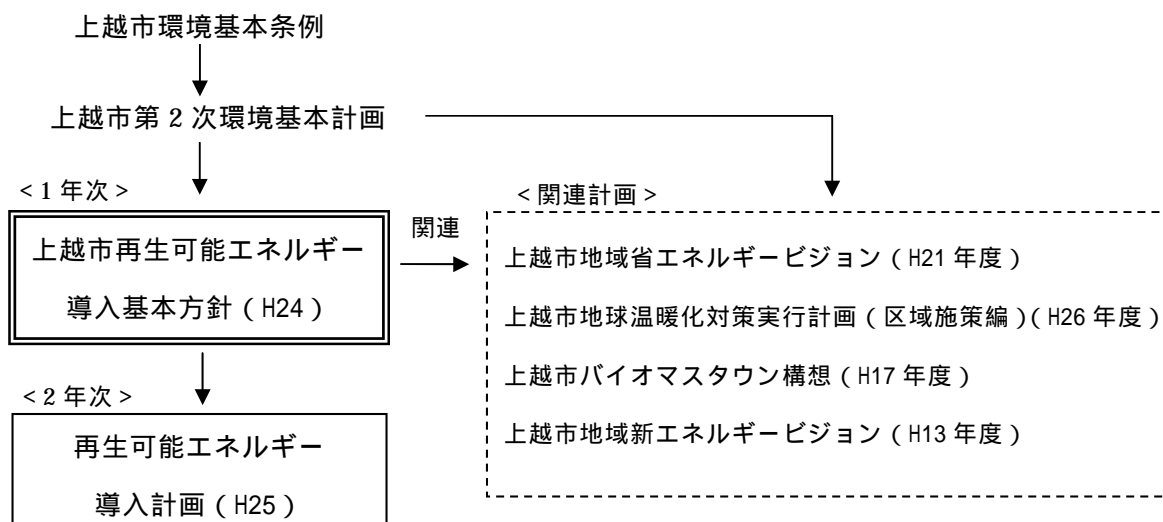 上越市環境基本条例
上越市第2次環境基本計画
<1年次>
上越市再生可能エネルギー
導入基本方針(H24)
関連
<関連計画>
上越市地域省エネルギービジョン(H21年度)
上越市地球温暖化対策実行計画(区域施策編)(H26年度)
上越市バイオマスタウン構想(H17年度)
上越市地域新エネルギービジョン(H13年度)
<2年次>
再生可能エネルギー
導入計画(H25)